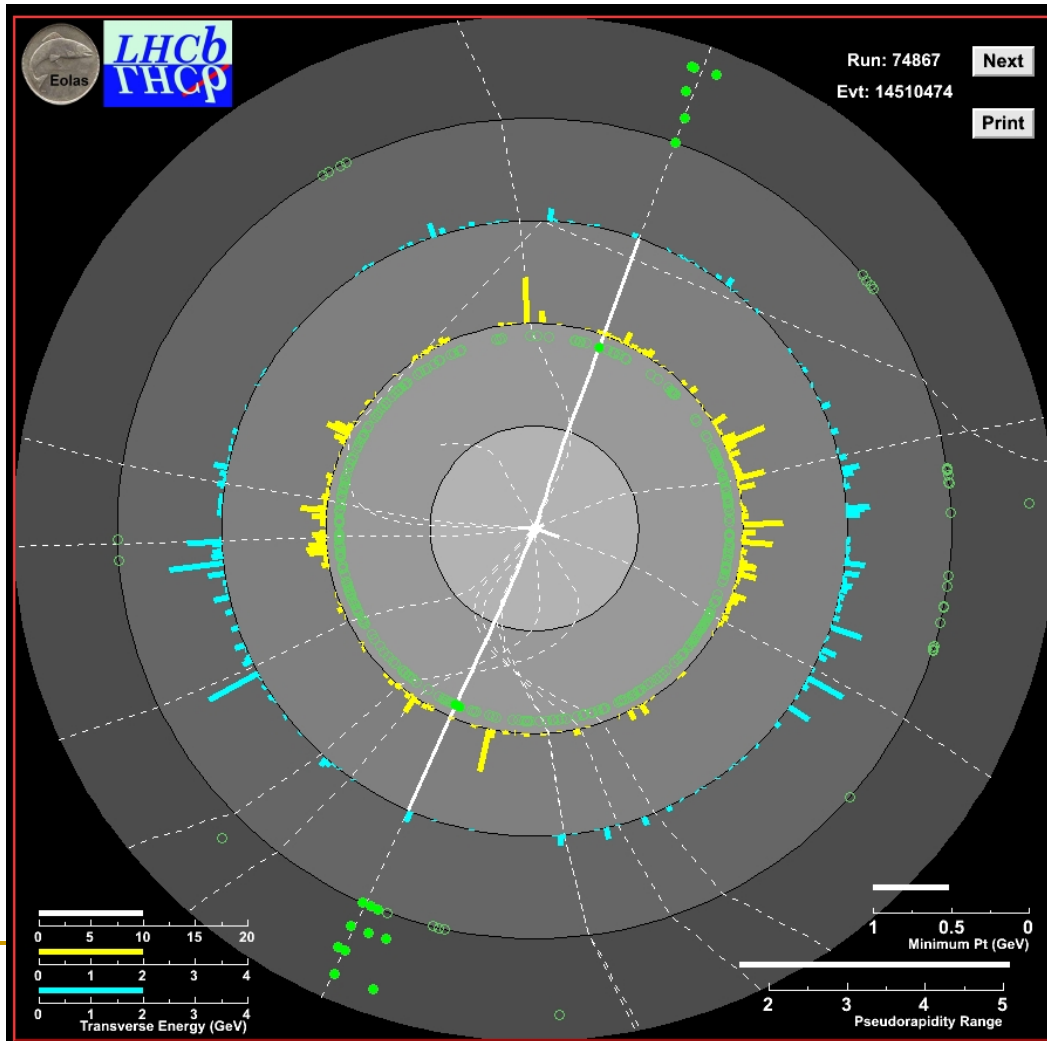 Eolas
LHCb
LHCb
Run: 74867
Evt: 14510474
Next
Print
0 5 10 15 20
0 1 2 3 4
0 1 2 3 4
Transverse Energy (GeV)
1 0.5 0
Minimum Pt (GeV)
2 3 4 5
Pseudorapidity Range